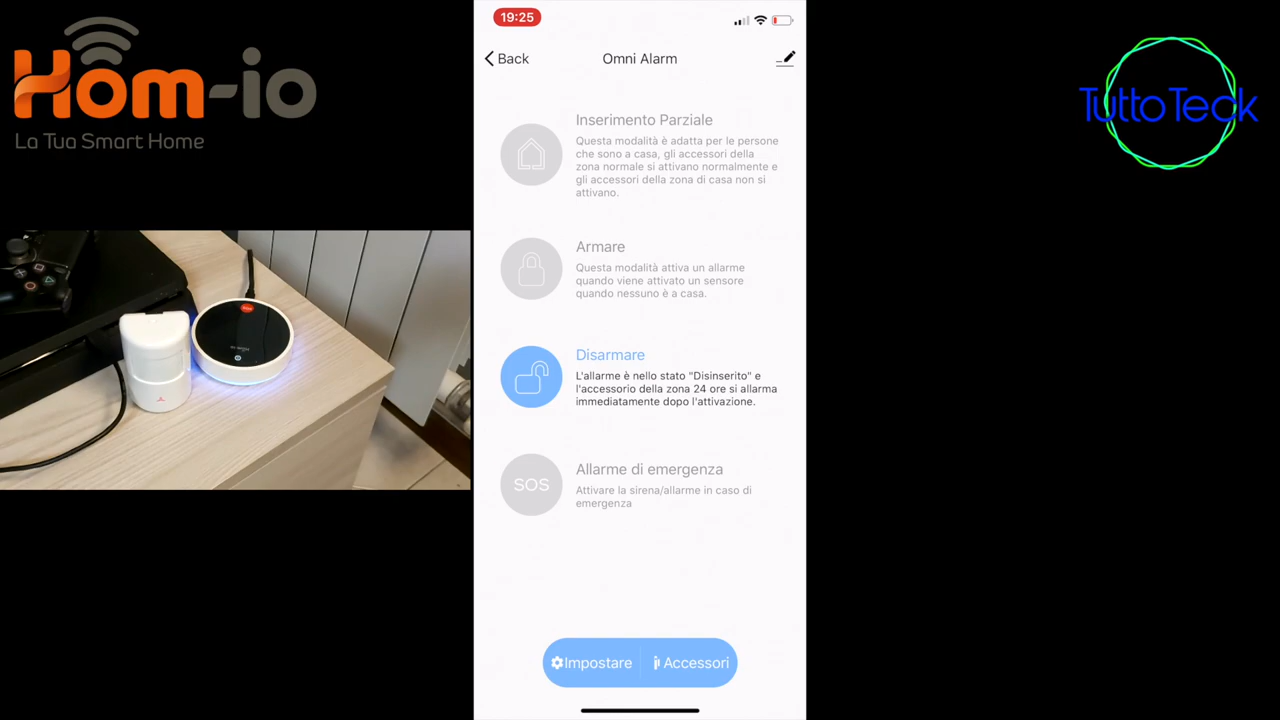 Hom-io
La Tua Smart Home
19:25
Back
Omni Alarm
Inserimento Parziale
Questa modalità è adatta per le persone
che sono a casa, gli accessori della
zona normale si attivano normalmente e
gli accessori della zona di casa non si
attivano.
Armare
Questa modalità attiva un allarme
quando viene attivato un sensore
quando nessuno è a casa.
Disarmare
L'allarme è nello stato "Disinserito" e
l'accessorio della zona 24 ore si allarma
immediatamente dopo l'attivazione.
SOS
Allarme di emergenza
Attivare la sirena/allarme in caso di
emergenza
Impostare
Accessori
TuttoTeck